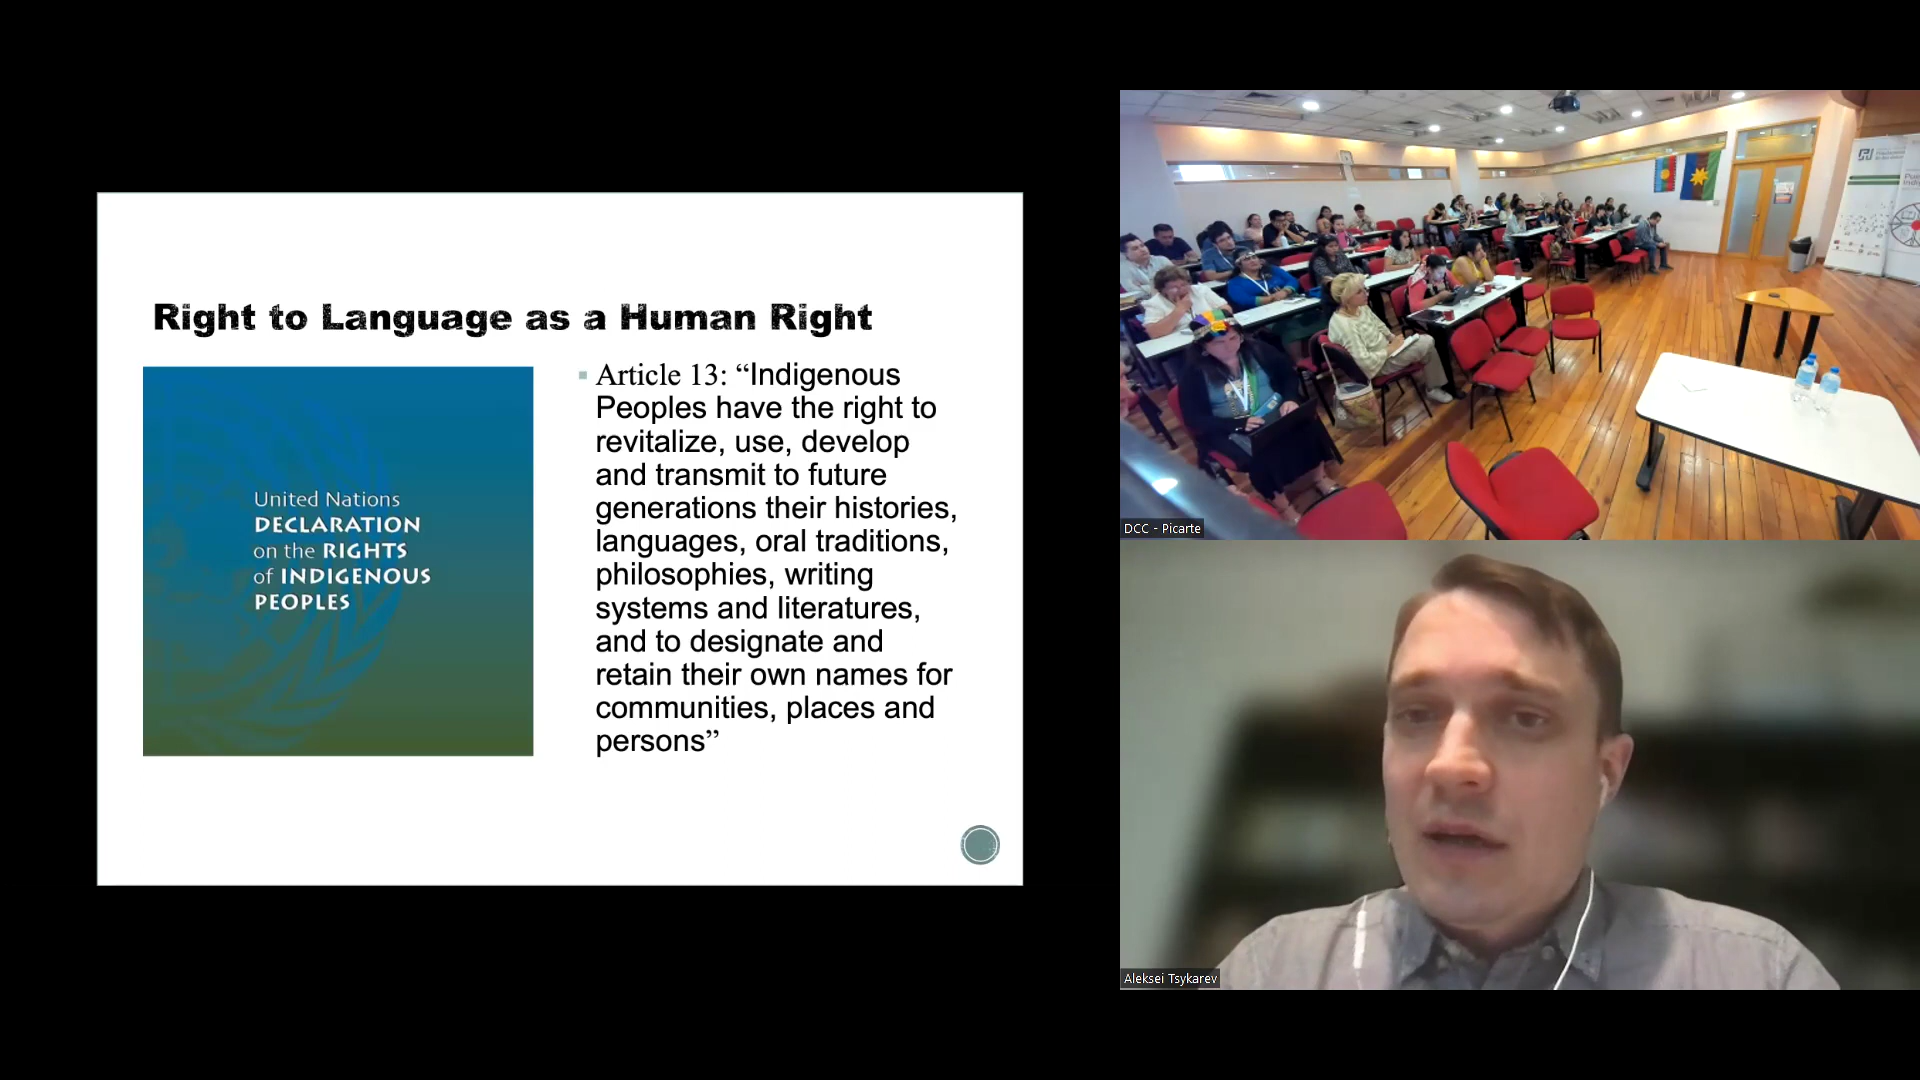 Right to Language as a Human Right
United Nations
DECLARATION
on the RIGHTS
of INDIGENOUS
PEOPLES
Article 13: “Indigenous
Peoples have the right to
revitalize, use, develop
and transmit to future
generations their histories,
languages, oral traditions,
philosophies, writing
systems and literatures,
and to designate and
retain their own names for
communities, places and
persons”
DCC - Picarte
Aleksei Tsykarev